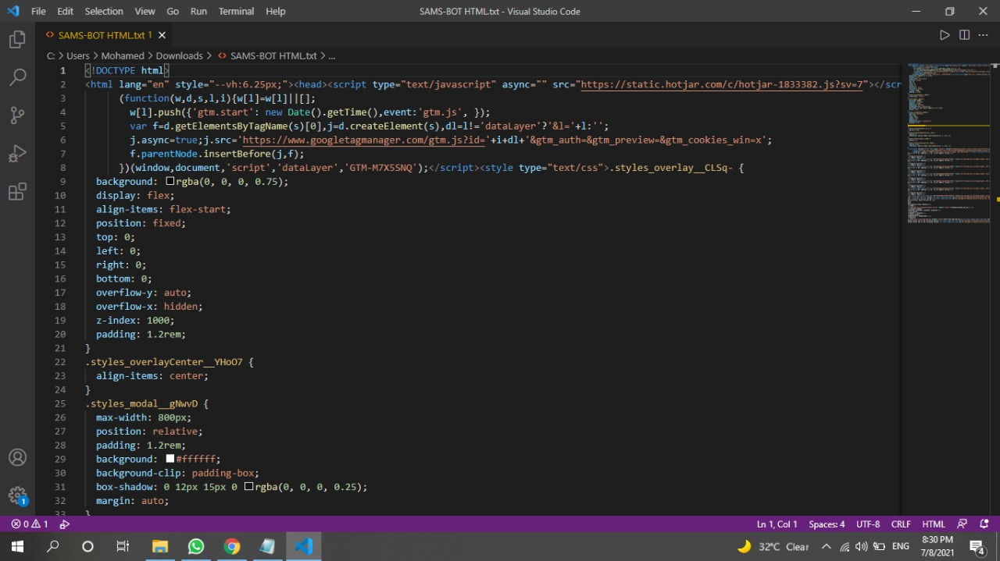 File Edit Selection View Go Run Terminal Help SAMS-BOT HTML.txt - Visual Studio Code
SAMS-BOT HTML.txt 1
C: > Users > Mohamed > Downloads > SAMS-BOT HTML.txt > ...
1 <!DOCTYPE html>
2 <html lang="en" style="--vh:6.25px;"><head><script type="text/javascript" async="" src="https://static.hotjar.com/c/hotjar-1833382.js?sv=7"></scr
3 (function(w,d,s,l,i){w[l]=w[l]||[];
4 w[l].push({'gtm.start': new Date().getTime(),event:'gtm.js', });
5 var f=d.getElementsByTagName(s)[0],j=d.createElement(s),dl=l!='dataLayer'?'&l='+l:'';
6 j.async=true;j.src='https://www.googletagmanager.com/gtm.js?id='+i+dl+'&gtm_auth=&gtm_preview=&gtm_cookies_win=x';
7 f.parentNode.insertBefore(j,f);
8 })(window,document,'script','dataLayer','GTM-M7XSSNQ');</script><style type="text/css">.styles_overlay__CLSq- {
9 background: rgba(0, 0, 0, 0.75);
10 display: flex;
11 align-items: flex-start;
12 position: fixed;
13 top: 0;
14 left: 0;
15 right: 0;
16 bottom: 0;
17 overflow-y: auto;
18 overflow-x: hidden;
19 z-index: 1000;
20 padding: 1.2rem;
21 }
22 .styles_overlayCenter__YHoO7 {
23 align-items: center;
24 }
25 .styles_modal__gNwvD {
26 max-width: 800px;
27 position: relative;
28 padding: 1.2rem;
29 background: #ffffff;
30 background-clip: padding-box;
31 box-shadow: 0 12px 15px 0 rgba(0, 0, 0, 0.25);
32 margin: auto;
33 }
0 1 Ln 1, Col 1 Spaces: 4 UTF-8 CRLF HTML
1
32°C Clear ENG 8:30 PM
7/8/2021
4